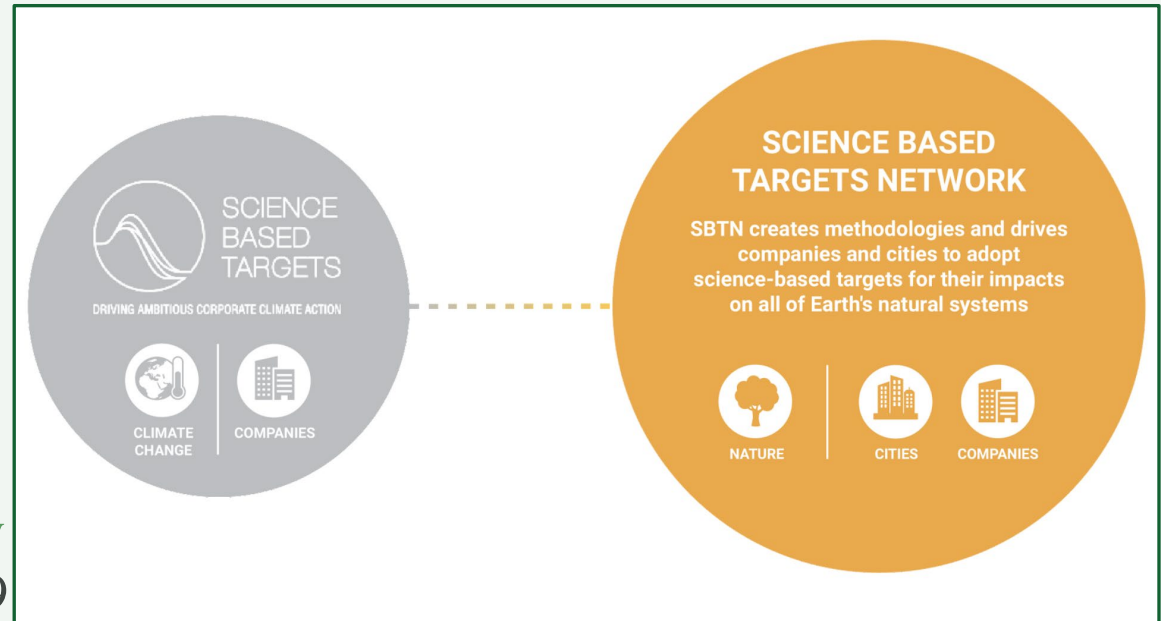 SCIENCE
BASED
TARGETS
DRIVING AMBITIOUS CORPORATE CLIMATE ACTION
CLIMATE
CHANGE
COMPANIES
SCIENCE BASED
TARGETS NETWORK
SBTN creates methodologies and drives
companies and cities to adopt
science-based targets for their impacts
on all of Earth's natural systems
NATURE
CITIES
COMPANIES